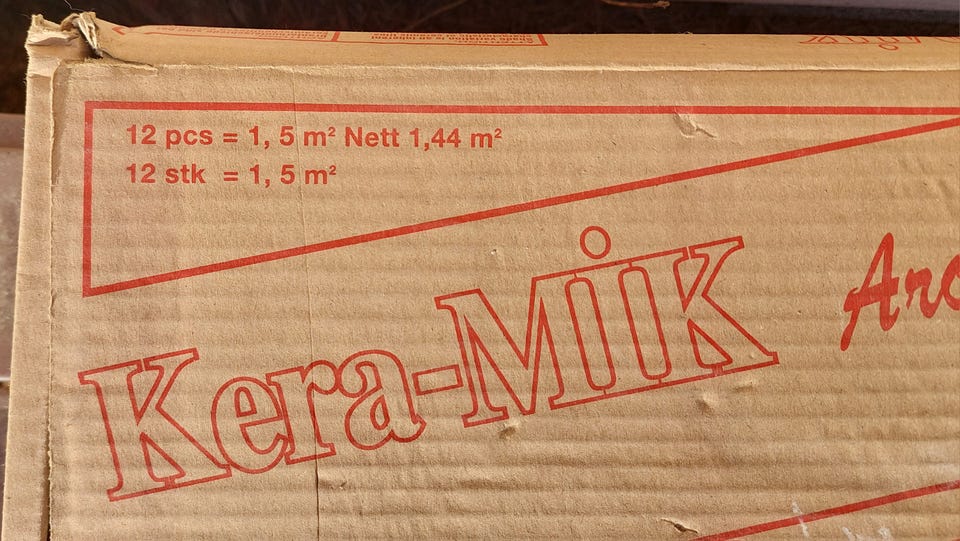 12 pcs = 1, 5 m² Nett 1,44 m²
12 stk = 1, 5 m²
Kera-MiK